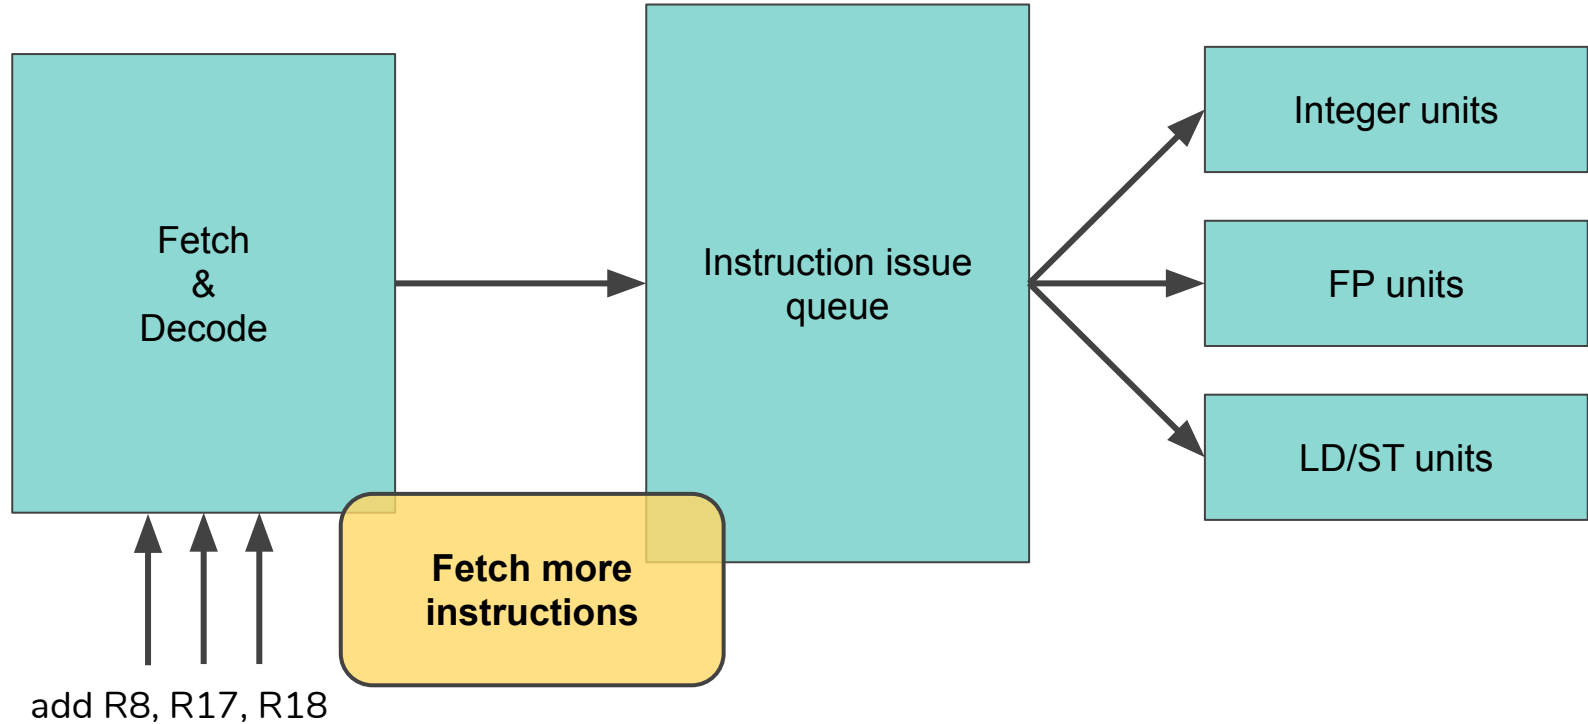 Fetch
&
Decode
Instruction issue
queue
Integer units
FP units
LD/ST units
Fetch more
instructions
add R8, R17, R18